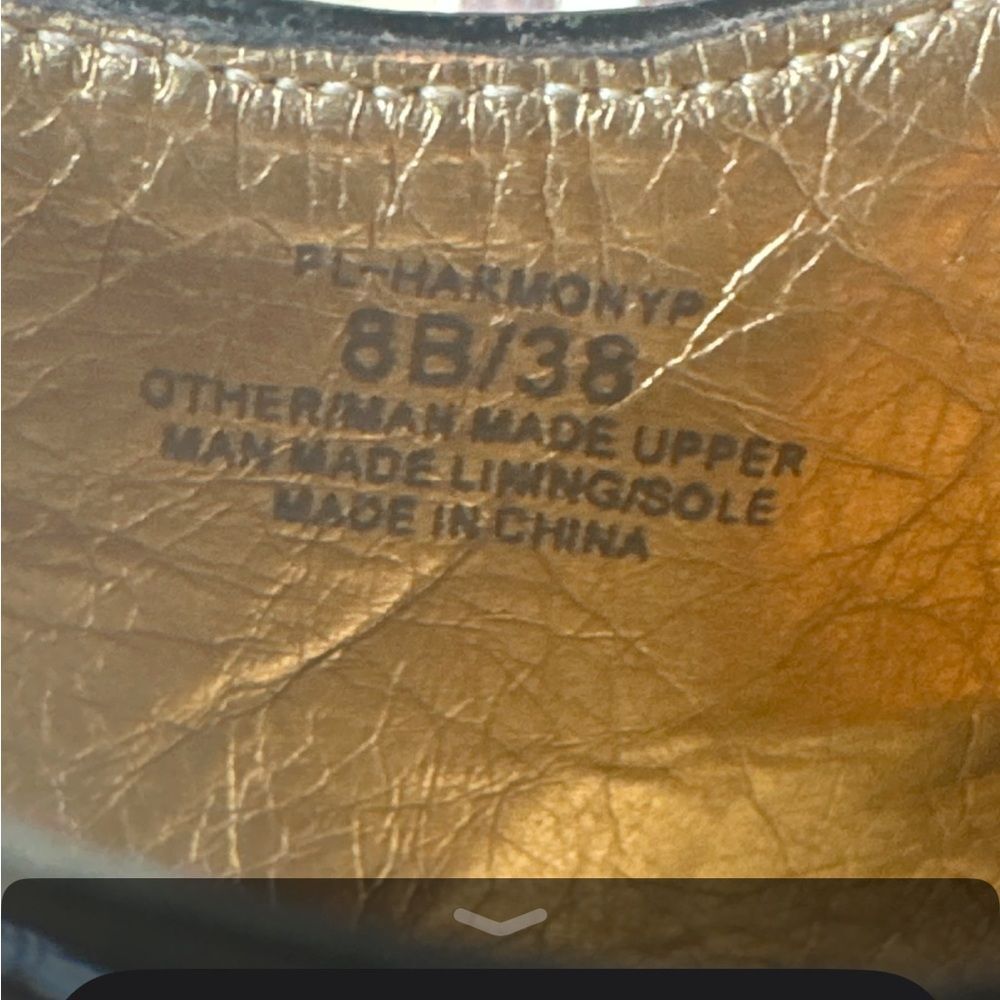 PL-HARMONYP
8B/38
OTHER/MAN MADE UPPER
MAN MADE LINING/SOLE
MADE IN CHINA